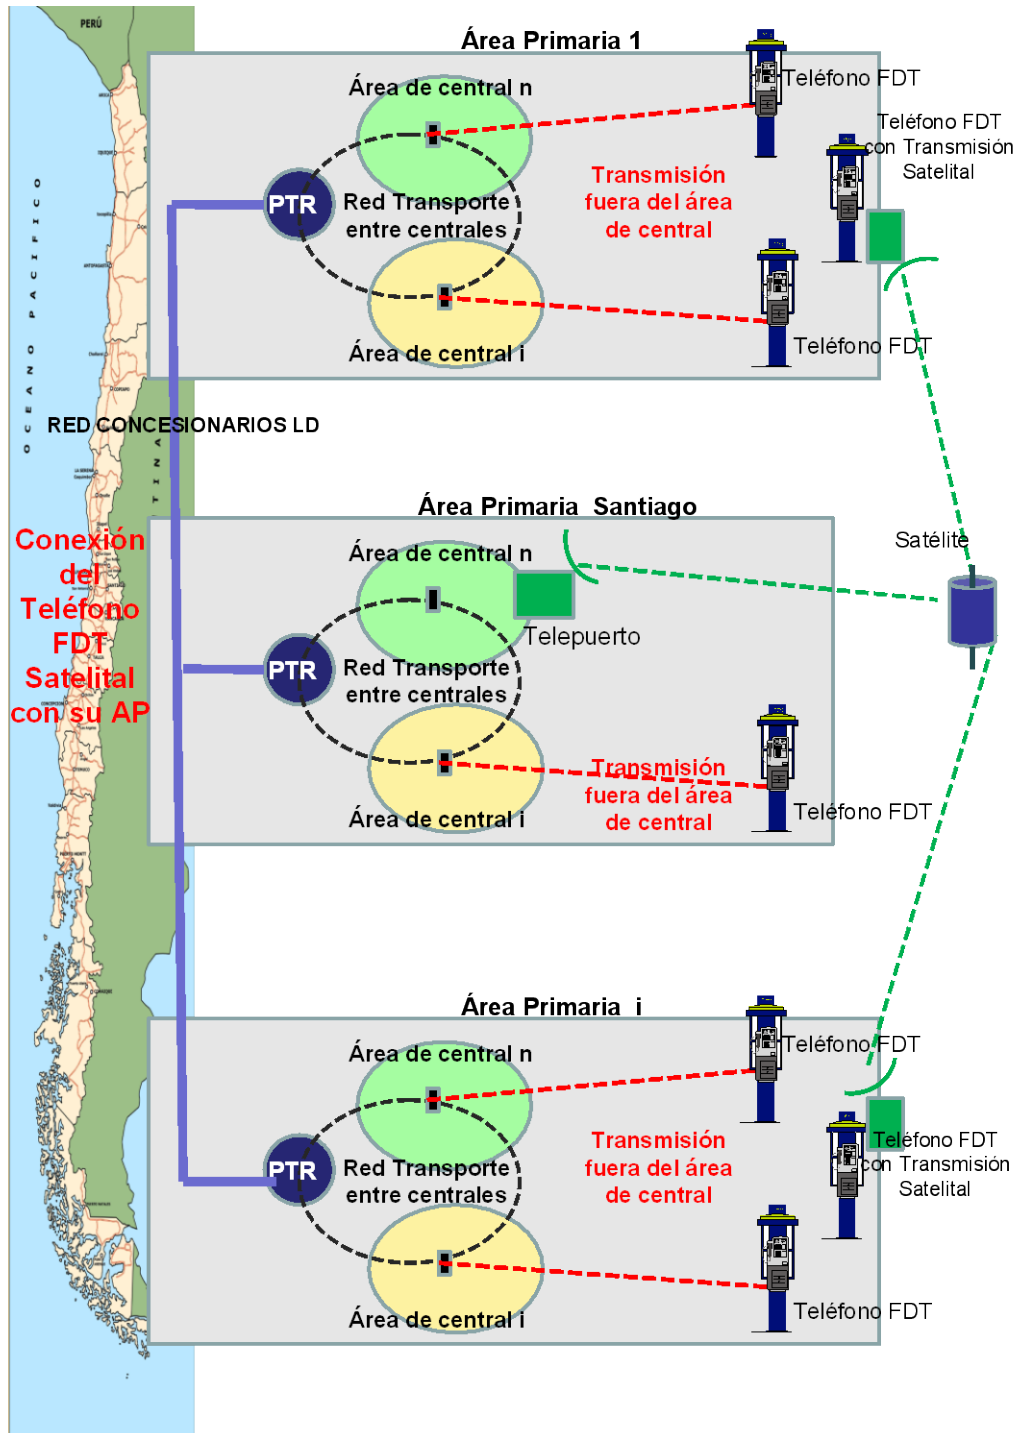 PERÚ
OCEANO PACIFICO
TINA
Área Primaria 1
Área de central n
PTR
Red Transporte
entre centrales
Área de central i
Transmisión
fuera del área
de central
Teléfono FDT
Teléfono FDT
con Transmisión
Satelital
Teléfono FDT
RED CONCESIONARIOS LD
Conexión
del
Teléfono
FDT
Satelital
con su AP
Área Primaria Santiago
Área de central n
Telepuerto
PTR
Red Transporte
entre centrales
Área de central i
Transmisión
fuera del área
de central
Teléfono FDT
Satélite
Área Primaria i
Área de central n
PTR
Red Transporte
entre centrales
Área de central i
Transmisión
fuera del área
de central
Teléfono FDT
Teléfono FDT
con Transmisión
Satelital
Teléfono FDT